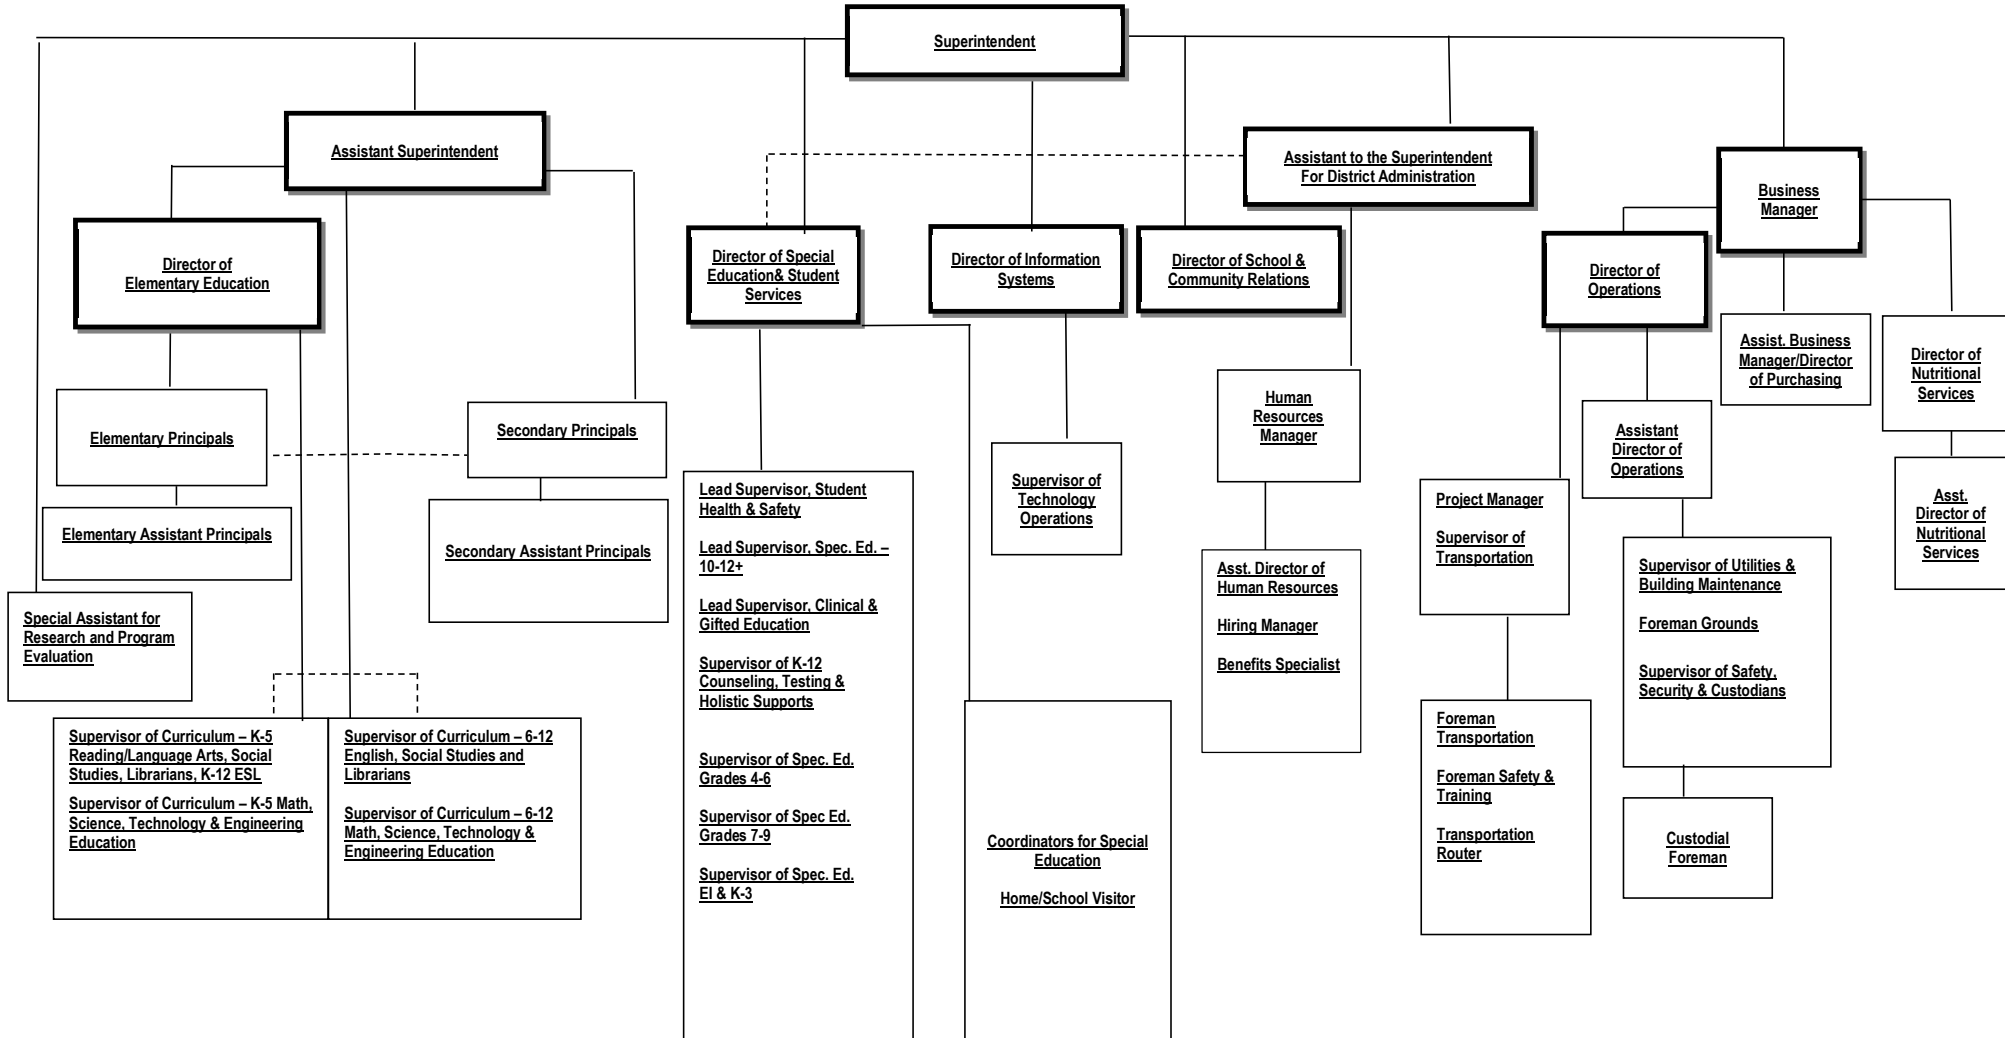 Superintendent
Assistant Superintendent
Assistant to the Superintendent
For District Administration
Business
Manager
Director of
Elementary Education
Director of Special
Education& Student
Services
Director of Information
Systems
Director of School &
Community Relations
Director of
Operations
Assist. Business
Manager/Director
of Purchasing
Director of
Nutritional
Services
Elementary Principals
Secondary Principals
Human
Resources
Manager
Assistant
Director of
Operations
Supervisor of
Technology
Operations
Elementary Assistant Principals
Secondary Assistant Principals
Asst.
Director of
Nutritional
Services
Special Assistant for
Research and Program
Evaluation
Supervisor of Curriculum – K-5
Reading/Language Arts, Social
Studies, Librarians, K-12 ESL
Supervisor of Curriculum – K-5 Math,
Science, Technology & Engineering
Education
Supervisor of Curriculum – 6-12
English, Social Studies and
Librarians
Supervisor of Curriculum – 6-12
Math, Science, Technology &
Engineering Education
Lead Supervisor, Student
Health & Safety
Lead Supervisor, Spec. Ed. –
10-12+
Lead Supervisor, Clinical &
Gifted Education
Supervisor of K-12
Counseling, Testing &
Holistic Supports
Supervisor of Spec. Ed.
Grades 4-6
Supervisor of Spec Ed.
Grades 7-9
Supervisor of Spec. Ed.
EI & K-3
Coordinators for Special
Education
Home/School Visitor
Asst. Director of
Human Resources
Hiring Manager
Benefits Specialist
Project Manager
Supervisor of
Transportation
Foreman
Transportation
Foreman Safety &
Training
Transportation
Router
Supervisor of Utilities &
Building Maintenance
Foreman Grounds
Supervisor of Safety,
Security & Custodians
Custodial
Foreman